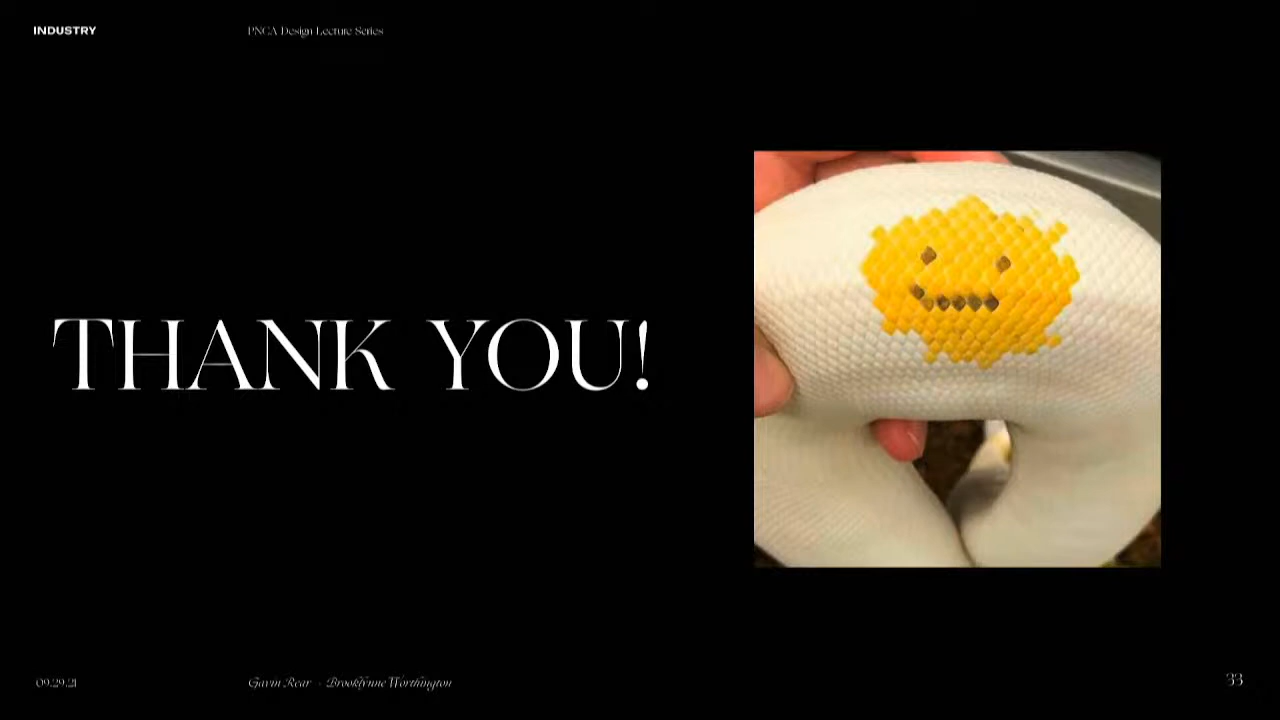 INDUSTRY
PNCA Design Lecture Series
THANK YOU!
09.29.21
Gavin Rear - Brooklynne Worthington
33